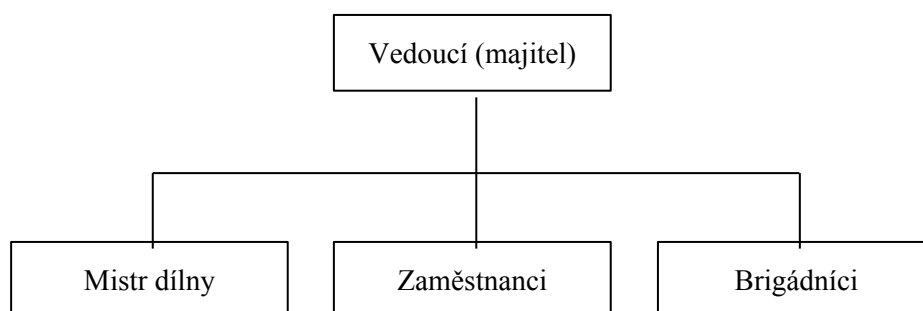 Vedoucí (majitel)
Mistr dílny
Zaměstnanci
Brigádníci